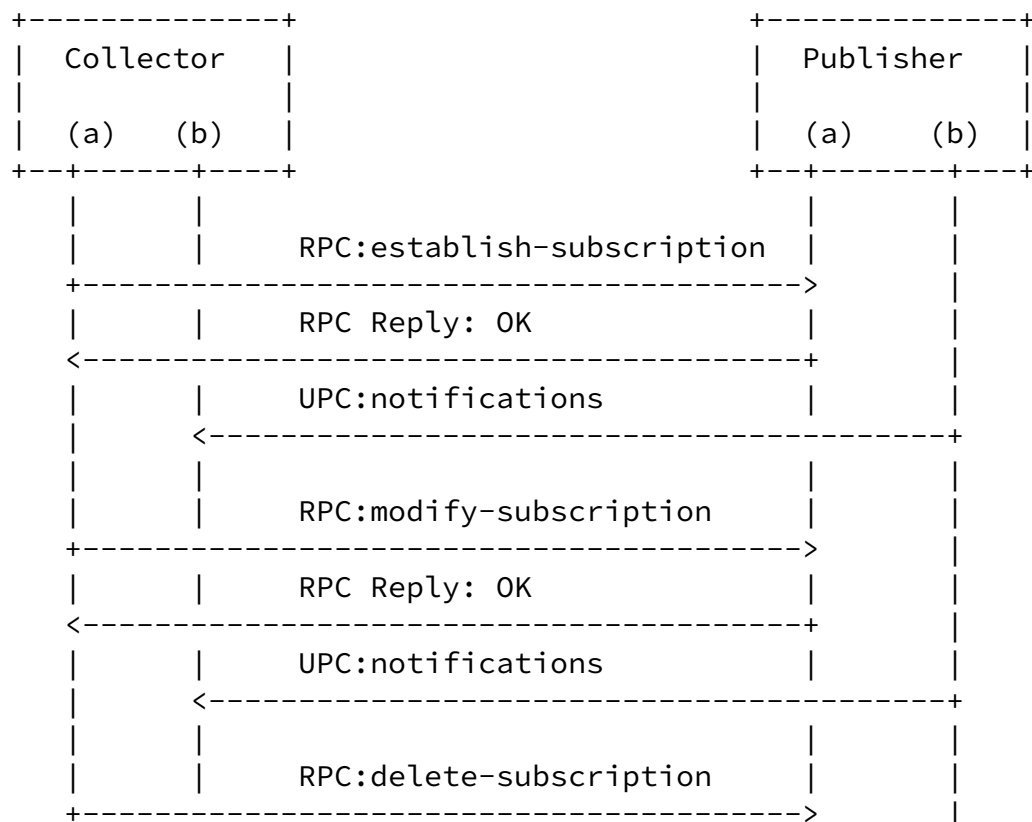 Collector Publisher
(a) (b) (a) (b)
RPC:establish-subscription
RPC Reply: OK
UPC:notifications
RPC:modify-subscription
RPC Reply: OK
UPC:notifications
RPC:delete-subscription